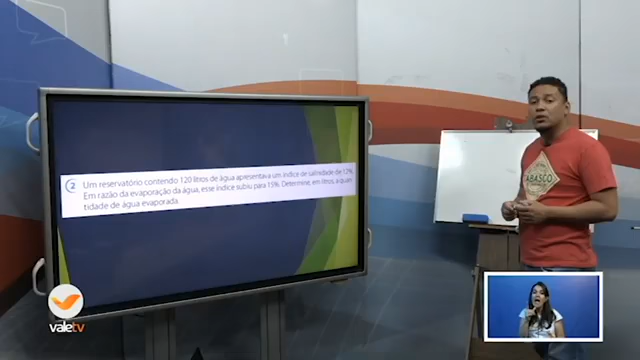 2 Um reservatório contendo 120 litros de água apresentava um índice de salinidade de 12%
Em razão da evaporação da água, esse índice subiu para 15%. Determine, em litros, a quan
tidade de água evaporada.
TABASCO
valetv